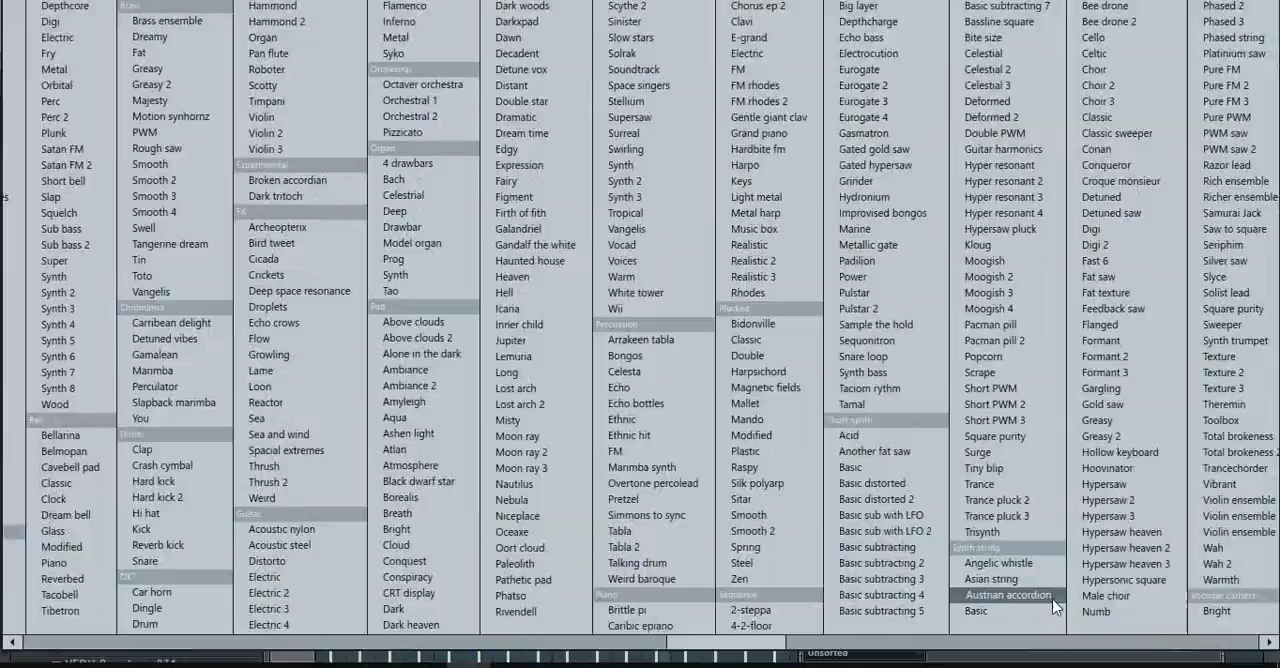 Depthcore
Digi
Electric
Fry
Metal
Orbital
Perc
Perc 2
Plunk
Satan FM
Satan FM 2
Short bell
Slap
Squelch
Sub bass
Sub bass 2
Super
Synth
Synth 2
Synth 3
Synth 4
Synth 5
Synth 6
Synth 7
Synth 8
Wood
Bell
Bellarina
Belmopan
Cavebell pad
Classic
Clock
Dream bell
Glass
Modified
Piano
Reverbed
Tacobell
Tibetron
Brass
Brass ensemble
Dreamy
Fat
Greasy
Greasy 2
Majesty
Motion synhornz
PWM
Rough saw
Smooth
Smooth 2
Smooth 3
Smooth 4
Swell
Tangerine dream
Tin
Toto
Vangelis
Chromatics
Carribean delight
Detuned vibes
Gamalean
Marimba
Perculator
Slapback marimba
You
Drums
Clap
Crash cymbal
Hard kick
Hard kick 2
Hi hat
Kick
Reverb kick
Snare
Car horn
Dingle
Drum
Hammond
Hammond 2
Organ
Pan flute
Roboter
Scotty
Timpani
Violin
Violin 2
Violin 3
Experimental
Broken accordian
Dark tritoch
FX
Archeopterix
Bird tweet
Cicada
Crickets
Deep space resonance
Droplets
Echo crows
Flow
Growling
Lame
Loon
Reactor
Sea
Sea and wind
Spacial extremes
Thrush
Thrush 2
Weird
Guitar
Acoustic nylon
Acoustic steel
Distorto
Electric
Electric 2
Electric 3
Electric 4
Flamenco
Inferno
Metal
Syko
Orchestral
Octaver orchestra
Orchestral 1
Orchestral 2
Pizzicato
Organ
4 drawbars
Bach
Celestrial
Deep
Drawbar
Model organ
Prog
Synth
Tao
Pad
Above clouds
Above clouds 2
Alone in the dark
Ambiance
Ambiance 2
Amyleigh
Aqua
Ashen light
Atlan
Atmosphere
Black dwarf star
Borealis
Breath
Bright
Cloud
Conquest
Conspiracy
CRT display
Dark
Dark heaven
Dark woods
Darkxpad
Dawn
Decadent
Detune vox
Distant
Double star
Dramatic
Dream time
Edgy
Expression
Fairy
Figment
Firth of fith
Galandriel
Gandalf the white
Haunted house
Heaven
Hell
Icaria
Inner child
Jupiter
Lemuria
Long
Lost arch
Lost arch 2
Misty
Moon ray
Moon ray 2
Moon ray 3
Nautilus
Nebula
Niceplace
Oceaxe
Oort cloud
Paleolith
Pathetic pad
Phatso
Rivendell
Scythe 2
Sinister
Slow stars
Solrak
Soundtrack
Space singers
Stellium
Supersaw
Surreal
Swirling
Synth
Synth 2
Synth 3
Tropical
Vangelis
Vocad
Voices
Warm
White tower
Wii
Percussion
Arrakeen tabla
Bongos
Celesta
Echo
Echo bottles
Ethnic
Ethnic hit
FM
Marimba synth
Overtone percolead
Pretzel
Simmons to sync
Tabla
Tabla 2
Talking drum
Weird baroque
Piano
Brittle pi
Caribic epiano
Chorus ep 2
Clavi
E-grand
Electric
FM
FM rhodes
FM rhodes 2
Gentle giant clav
Grand piano
Hardbite fm
Harpo
Keys
Light metal
Metal harp
Music box
Realistic
Realistic 2
Realistic 3
Rhodes
Plucked
Bidonville
Classic
Double
Harpsichord
Magnetic fields
Mallet
Mando
Modified
Plastic
Raspy
Silk polyarp
Sitar
Smooth
Smooth 2
Spring
Steel
Zen
Sequence
2-steppa
4-2-floor
Big layer
Depthcharge
Echo bass
Electrocution
Eurogate
Eurogate 2
Eurogate 3
Eurogate 4
Gasmatron
Gated gold saw
Gated hypersaw
Grinder
Hydronium
Improvised bongos
Marine
Metallic gate
Padilion
Power
Pulstar
Pulstar 2
Sample the hold
Sequonitron
Snare loop
Synth bass
Taciom rythm
Tamal
Short synth
Acid
Another fat saw
Basic
Basic distorted
Basic distorted 2
Basic sub with LFO
Basic sub with LFO 2
Basic subtracting
Basic subtracting 2
Basic subtracting 3
Basic subtracting 4
Basic subtracting 5
Basic subtracting 7
Bassline square
Bite size
Celestial
Celestial 2
Celestial 3
Deformed
Deformed 2
Double PWM
Guitar harmonics
Hyper resonant
Hyper resonant 2
Hyper resonant 3
Hyper resonant 4
Hypersaw pluck
Kloug
Moogish
Moogish 2
Moogish 3
Moogish 4
Pacman pill
Pacman pill 2
Popcorn
Scrape
Short PWM
Short PWM 2
Short PWM 3
Square purity
Surge
Tiny blip
Trance
Trance pluck 2
Trance pluck 3
Trisynth
Synth string
Angelic whistle
Asian string
Austrian accordion
Basic
Bee drone
Bee drone 2
Cello
Celtic
Choir
Choir 2
Choir 3
Classic
Classic sweeper
Conan
Conqueror
Croque monsieur
Detuned
Detuned saw
Digi
Digi 2
Fast 6
Fat saw
Fat texture
Feedback saw
Flanged
Formant
Formant 2
Formant 3
Gargling
Gold saw
Greasy
Greasy 2
Hollow keyboard
Hoovinator
Hypersaw
Hypersaw 2
Hypersaw 3
Hypersaw heaven
Hypersaw heaven 2
Hypersaw heaven 3
Hypersonic square
Male choir
Numb
Phased 2
Phased 3
Phased string
Platinum saw
Pure FM
Pure FM 2
Pure FM 3
Pure PWM
PWM saw
PWM saw 2
Razor lead
Rich ensemble
Richer ensemble
Samurai Jack
Saw to square
Seriphim
Silver saw
Slyce
Solist lead
Square purity
Sweeper
Synth trumpet
Texture
Texture 2
Texture 3
Theremin
Toolbox
Total brokeness
Total brokeness 2
Trancechorder
Vibrant
Violin ensemble
Violin ensemble
Violin ensemble
Wah
Wah 2
Warmth
Vocoder carriers
Bright
Unsorted